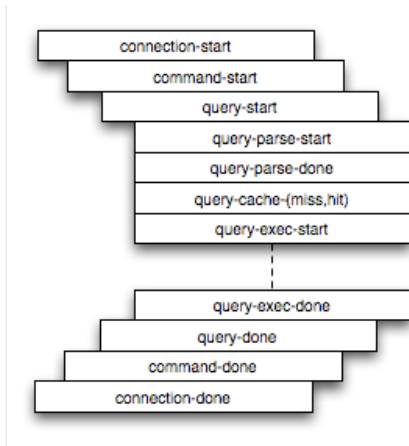 connection-start
command-start
query-start
query-parse-start
query-parse-done
query-cache-(miss,hit)
query-exec-start
query-exec-done
query-done
command-done
connection-done